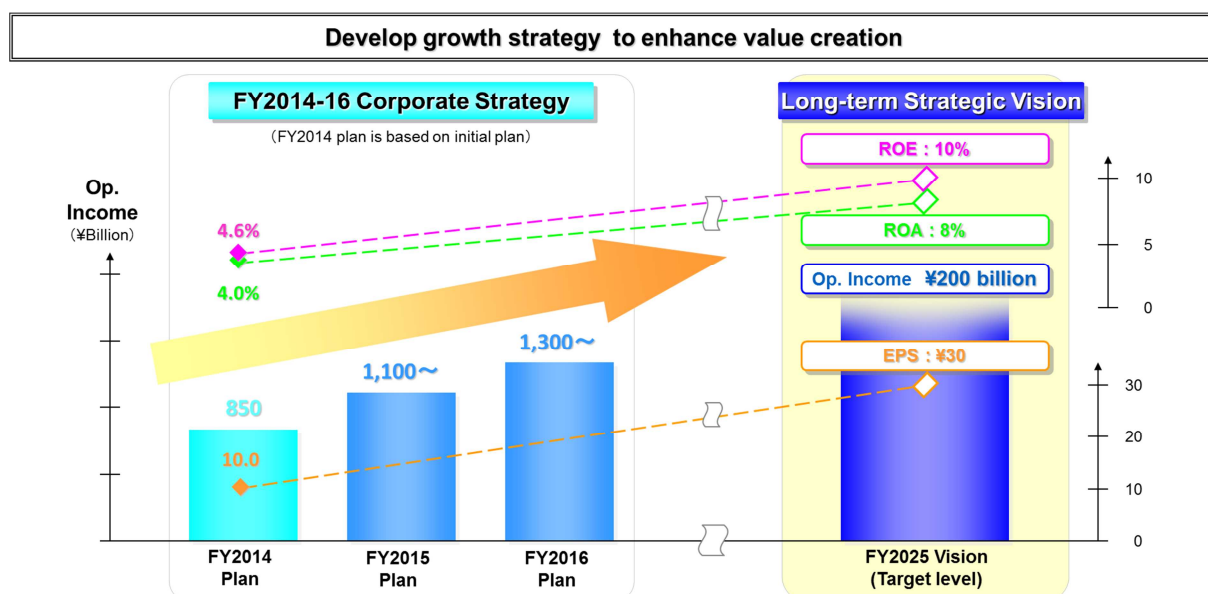 Develop growth strategy to enhance value creation
FY2014-16 Corporate Strategy
（FY2014 plan is based on initial plan）
Long-term Strategic Vision
ROE : 10%
Op.
Income
（¥Billion）
10
4.6%
ROA : 8%
5
4.0%
Op. Income ¥200 billion
0
1,300～
EPS : ¥30
1,100～
30
850
20
10.0
10
0
FY2014
Plan
FY2015
Plan
FY2016
Plan
FY2025 Vision
(Target level)